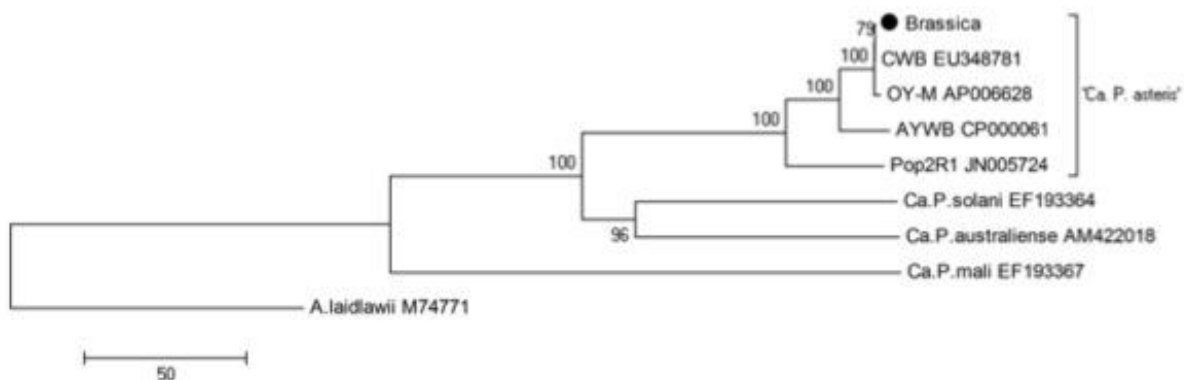 79
Brassica
100
CWB EU348781
'Ca. P. asteris'
100
OY-M AP006628
100
AYWB CP000061
100
Pop2R1 JN005724
Ca.P.solani EF193364
96
Ca.P.australiense AM422018
Ca.P.mali EF193367
A.laidlawii M74771
50